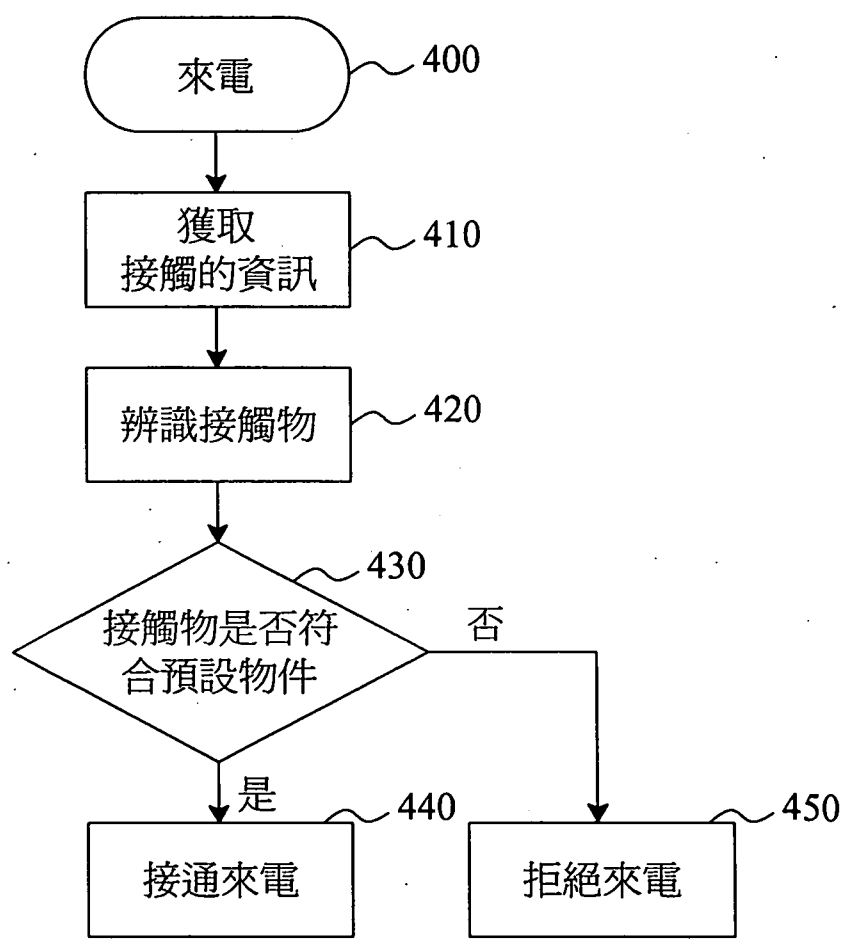 來電
400
獲取
接觸的資訊
410
辨識接觸物
420
430
接觸物是否符
合預設物件
否
是
440
接通來電
450
拒絕來電